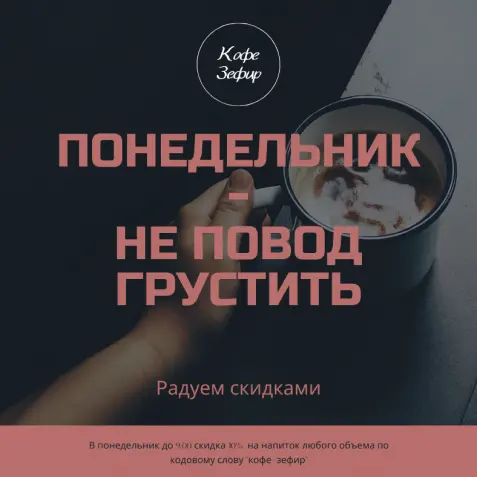 Кофе
Зефир
ПОНЕДЕЛЬНИК
-
НЕ ПОВОД
ГРУСТИТЬ
Радуем скидками
В понедельник до 9:00 скидка 10% на напиток любого объема по
кодовому слову "кофе-зефир"